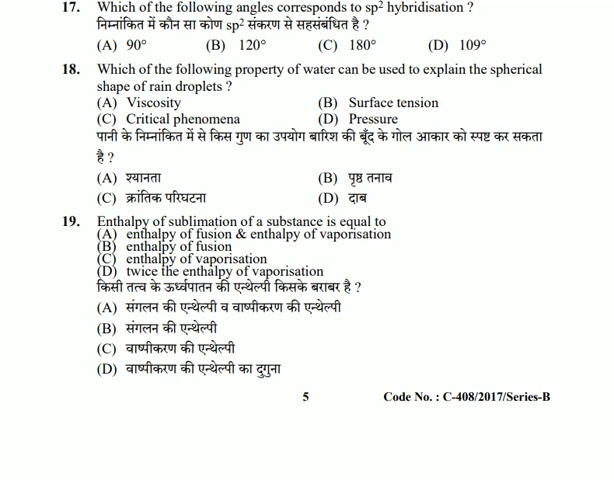 17. Which of the following angles corresponds to sp² hybridisation ?
निम्नांकित में कौन सा कोण sp² संकरण से सहसंबंधित है ?
(A) 90° (B) 120° (C) 180° (D) 109°
18. Which of the following property of water can be used to explain the spherical
shape of rain droplets ?
(A) Viscosity (B) Surface tension
(C) Critical phenomena (D) Pressure
पानी के निम्नांकित में से किस गुण का उपयोग बारिश की बूँद के गोल आकार को स्पष्ट कर सकता
है ?
(A) श्यानता (B) पृष्ठ तनाव
(C) क्रांतिक परिघटना (D) दाब
19. Enthalpy of sublimation of a substance is equal to
(A) enthalpy of fusion & enthalpy of vaporisation
(B) enthalpy of fusion
(C) enthalpy of vaporisation
(D) twice the enthalpy of vaporisation
किसी तत्व के ऊर्ध्वपातन की एन्थेल्पी किसके बराबर है ?
(A) संगलन की एन्थेल्पी व वाष्पीकरण की एन्थेल्पी
(B) संगलन की एन्थेल्पी
(C) वाष्पीकरण की एन्थेल्पी
(D) वाष्पीकरण की एन्थेल्पी का दुगुना
5 Code No. : C-408/2017/Series-B